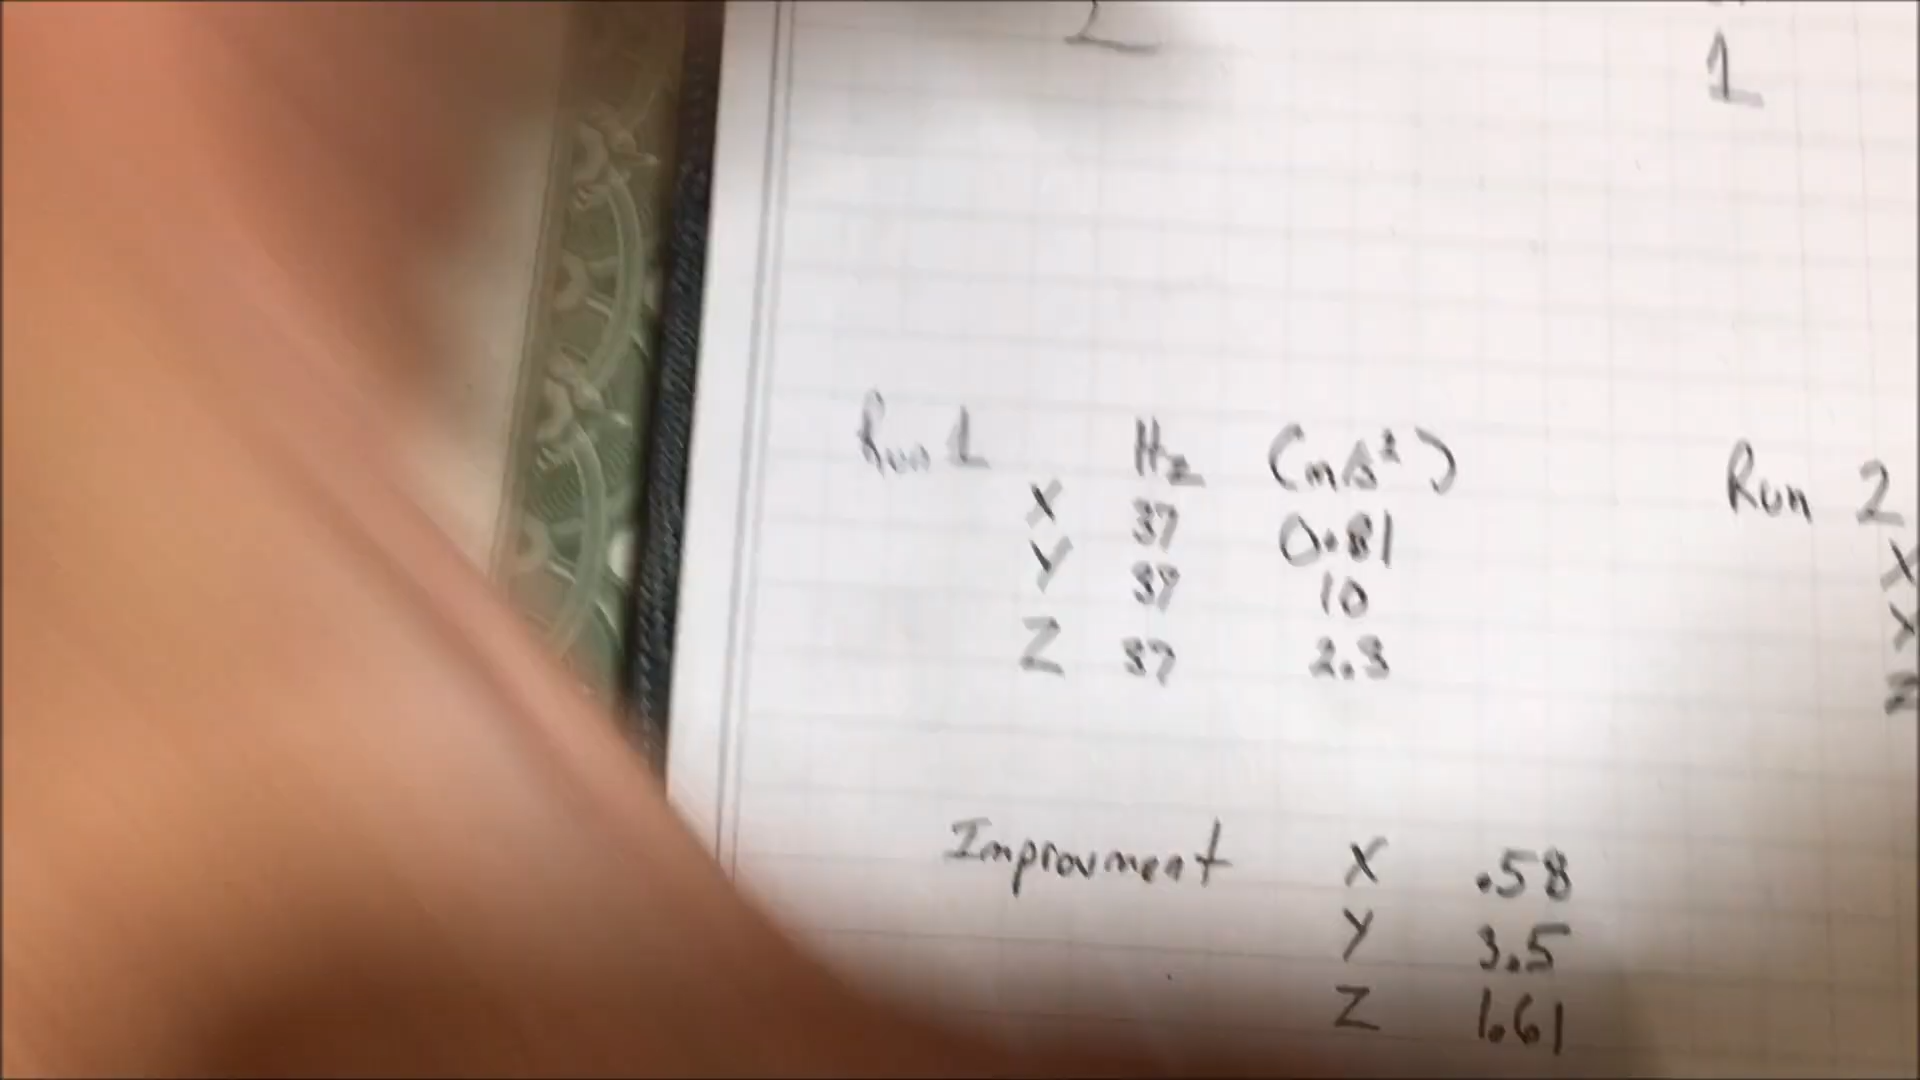 2
1
Run 1 Hz (m/s²)
X 37 0.81
Y 37 10
Z 37 2.3
Run 2
X
Y
Z
Improvment X .58
Y 3.5
Z 1.61